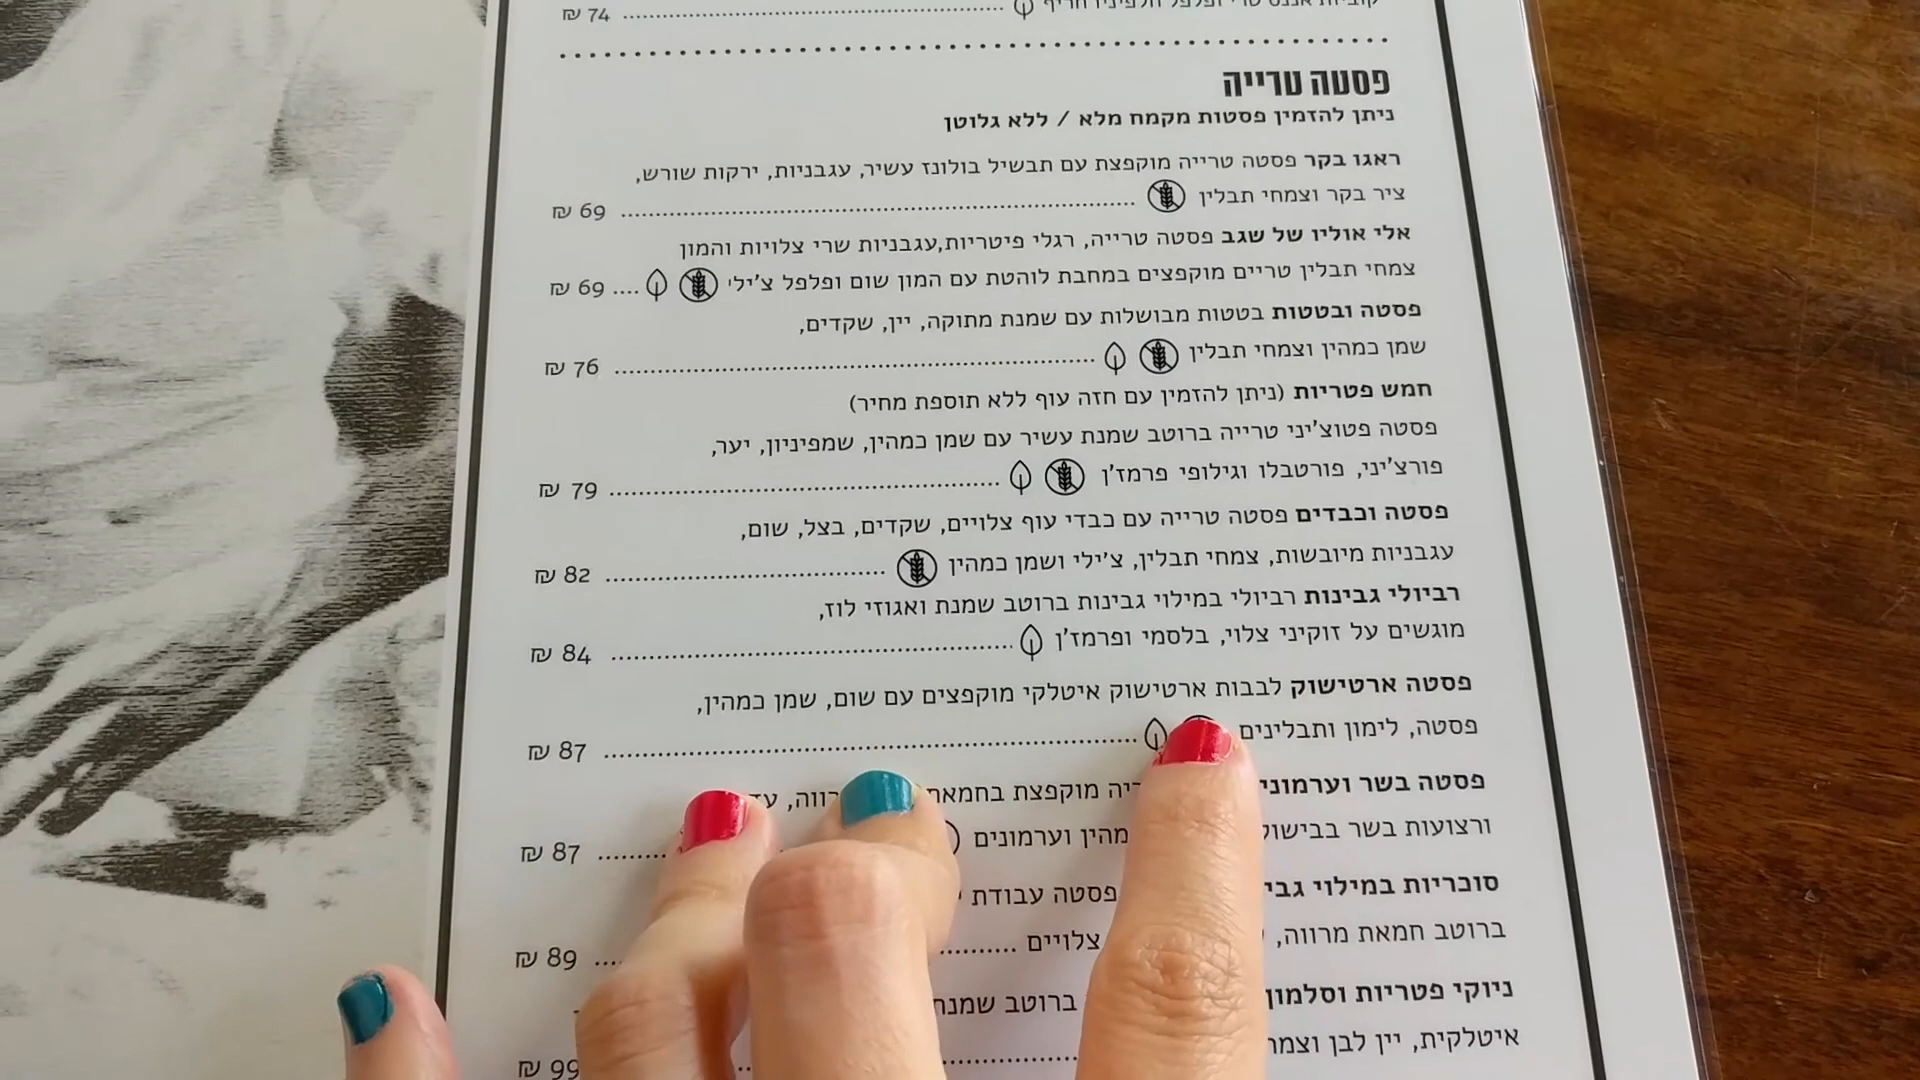 74 ₪
פסטה טרייה
ניתן להזמין פסטות מקמח מלא / ללא גלוטן
ראגו בקר פסטה טרייה מוקפצת עם תבשיל בולונז עשיר, עגבניות, ירקות שורש,
ציר בקר וצמחי תבלין ........ 69 ₪
אלי אוליו של שגב פסטה טרייה, רגלי פיטריות,עגבניות שרי צלויות והמון
צמחי תבלין טריים מוקפצים במחבת לוהטת עם המון שום ופלפל צ'ילי .... 69 ₪
פסטה ובטטות בטטות מבושלות עם שמנת מתוקה, יין, שקדים,
שמן כמהין וצמחי תבלין ........ 76 ₪
חמש פטריות (ניתן להזמין עם חזה עוף ללא תוספת מחיר)
פסטה פטוצ'יני טרייה ברוטב שמנת עשיר עם שמן כמהין, שמפיניון, יער,
פורצ'יני, פורטבלו וגילופי פרמז'ן ........ 79 ₪
פסטה וכבדים פסטה טרייה עם כבדי עוף צלויים, שקדים, בצל, שום,
עגבניות מיובשות, צמחי תבלין, צ'ילי ושמן כמהין ........ 82 ₪
רביולי גבינות רביולי במילוי גבינות ברוטב שמנת ואגוזי לוז,
מוגשים על זוקיני צלוי, בלסמי ופרמז'ן ........ 84 ₪
פסטה ארטישוק לבבות ארטישוק איטלקי מוקפצים עם שום, שמן כמהין,
פסטה, לימון ותבלינים ........ 87 ₪
פסטה בשר מוקפצת בחמאת
ורצועות בשר וערמונים ........ 87 ₪
סוכריות במילוי פסטה עבודת
ברוטב חמאת מרווה, צלויים ........ 89 ₪
ניוקי פטריות וסלמון ברוטב
איטלקית, יין לבן ........ 99 ₪